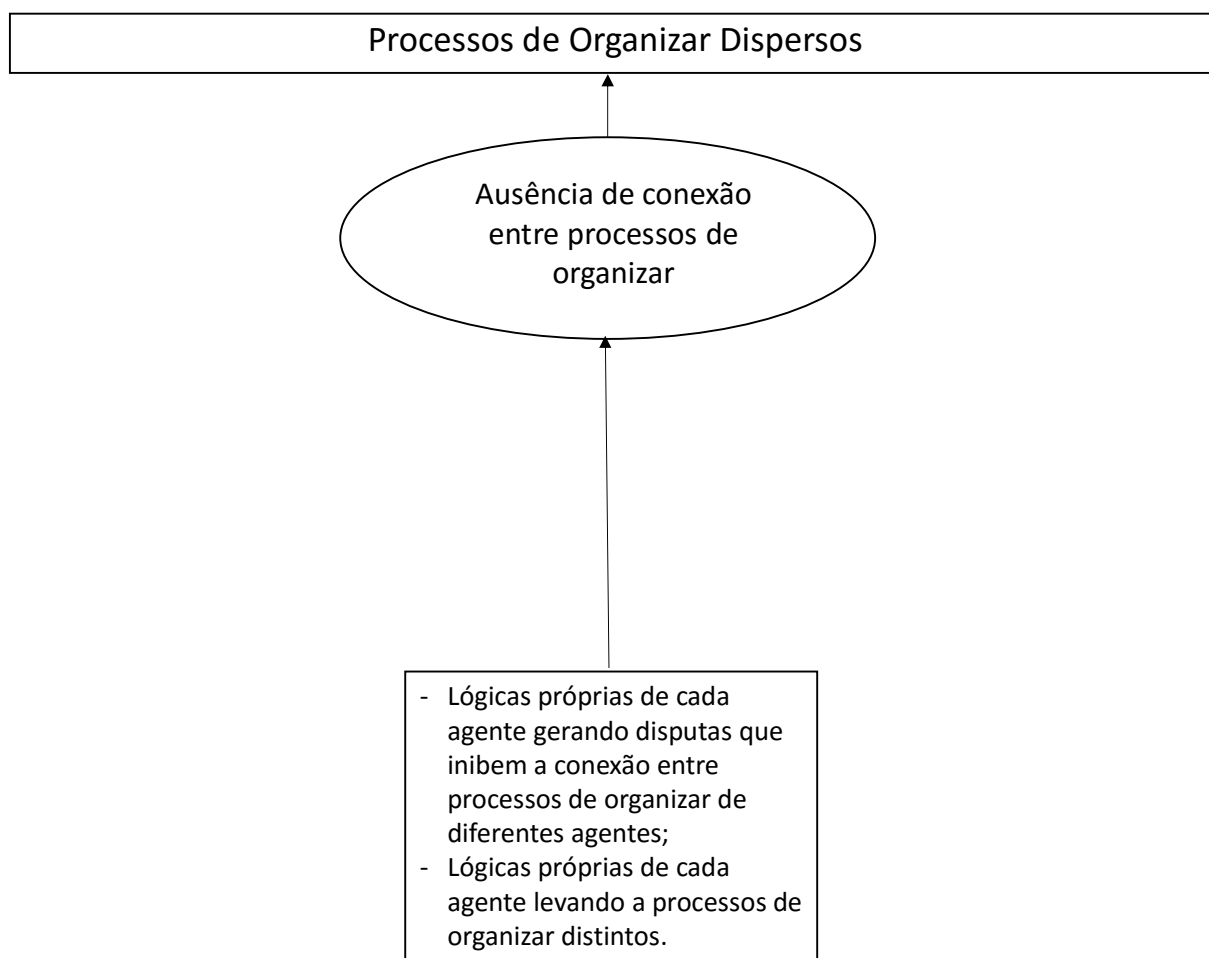 Processos de Organizar Dispersos
Ausência de conexão
entre processos de
organizar
- Lógicas próprias de cada
agente gerando disputas que
inibem a conexão entre
processos de organizar de
diferentes agentes;
- Lógicas próprias de cada
agente levando a processos de
organizar distintos.